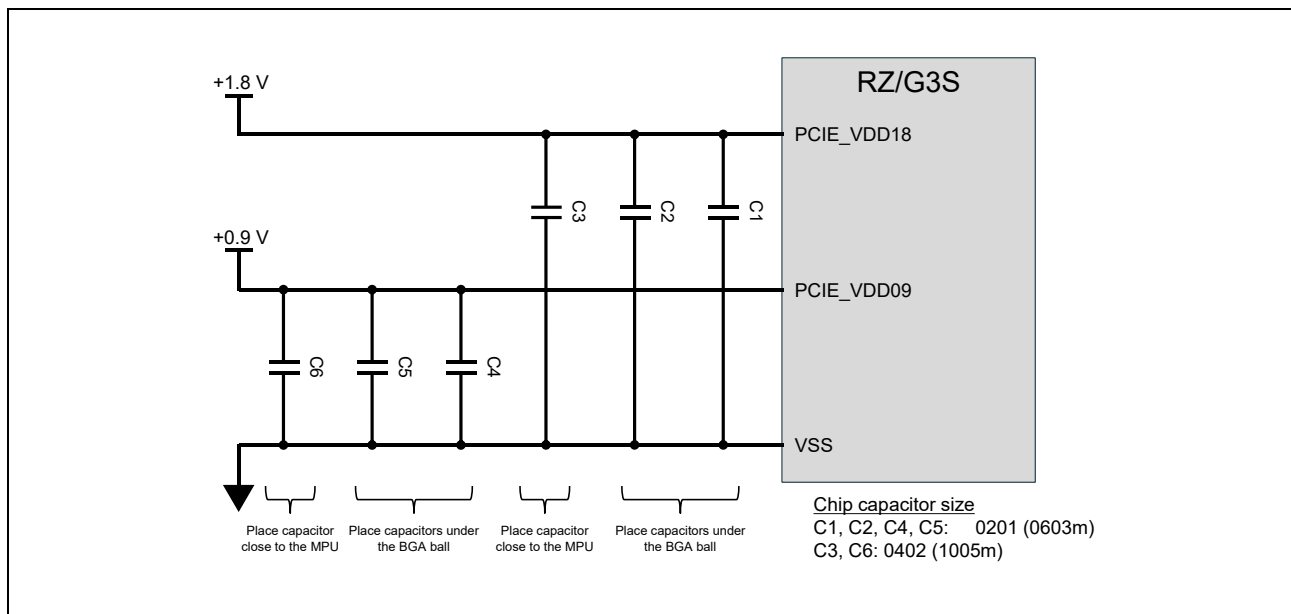 +1.8 V
RZ/G3S
PCIE_VDD18
C3
C2
C1
+0.9 V
PCIE_VDD09
C6
C5
C4
VSS
Place capacitor
close to the MPU
Place capacitors under
the BGA ball
Place capacitor
close to the MPU
Place capacitors under
the BGA ball
Chip capacitor size
C1, C2, C4, C5: 0201 (0603m)
C3, C6: 0402 (1005m)